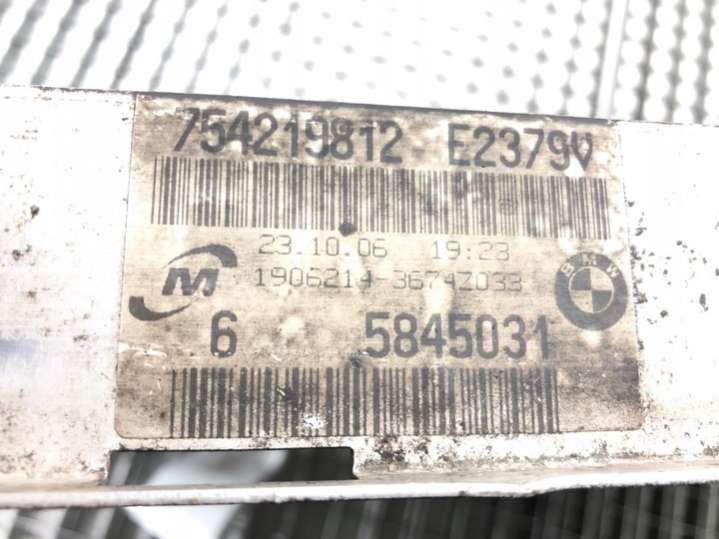 754219812 E2379V
23.10.06 19:23
1906214-3674Z033
M BMW
6 5845031